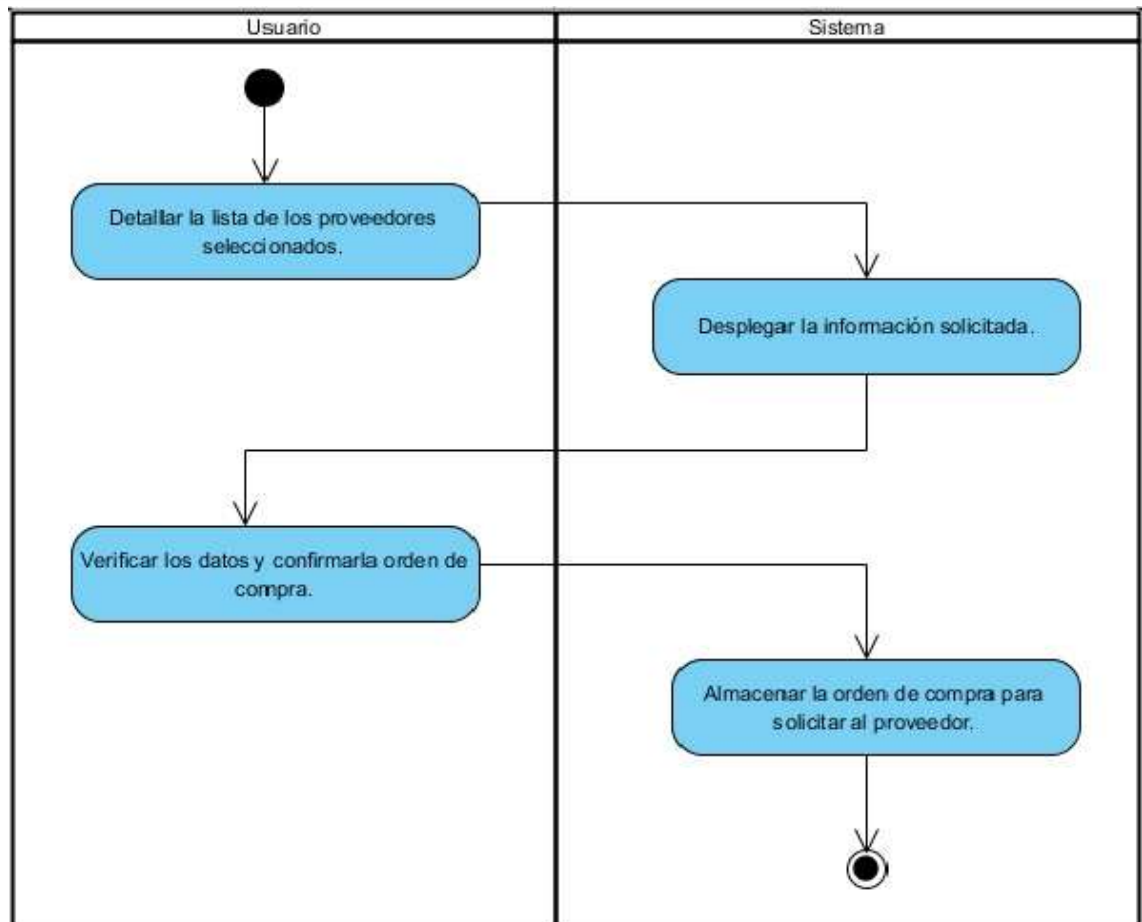 Usuario
Sistema
Detallar la lista de los proveedores
seleccionados.
Desplegar la información solicitada.
Verificar los datos y confirmarla orden de
compra.
Almacenar la orden de compra para
solicitar al proveedor.